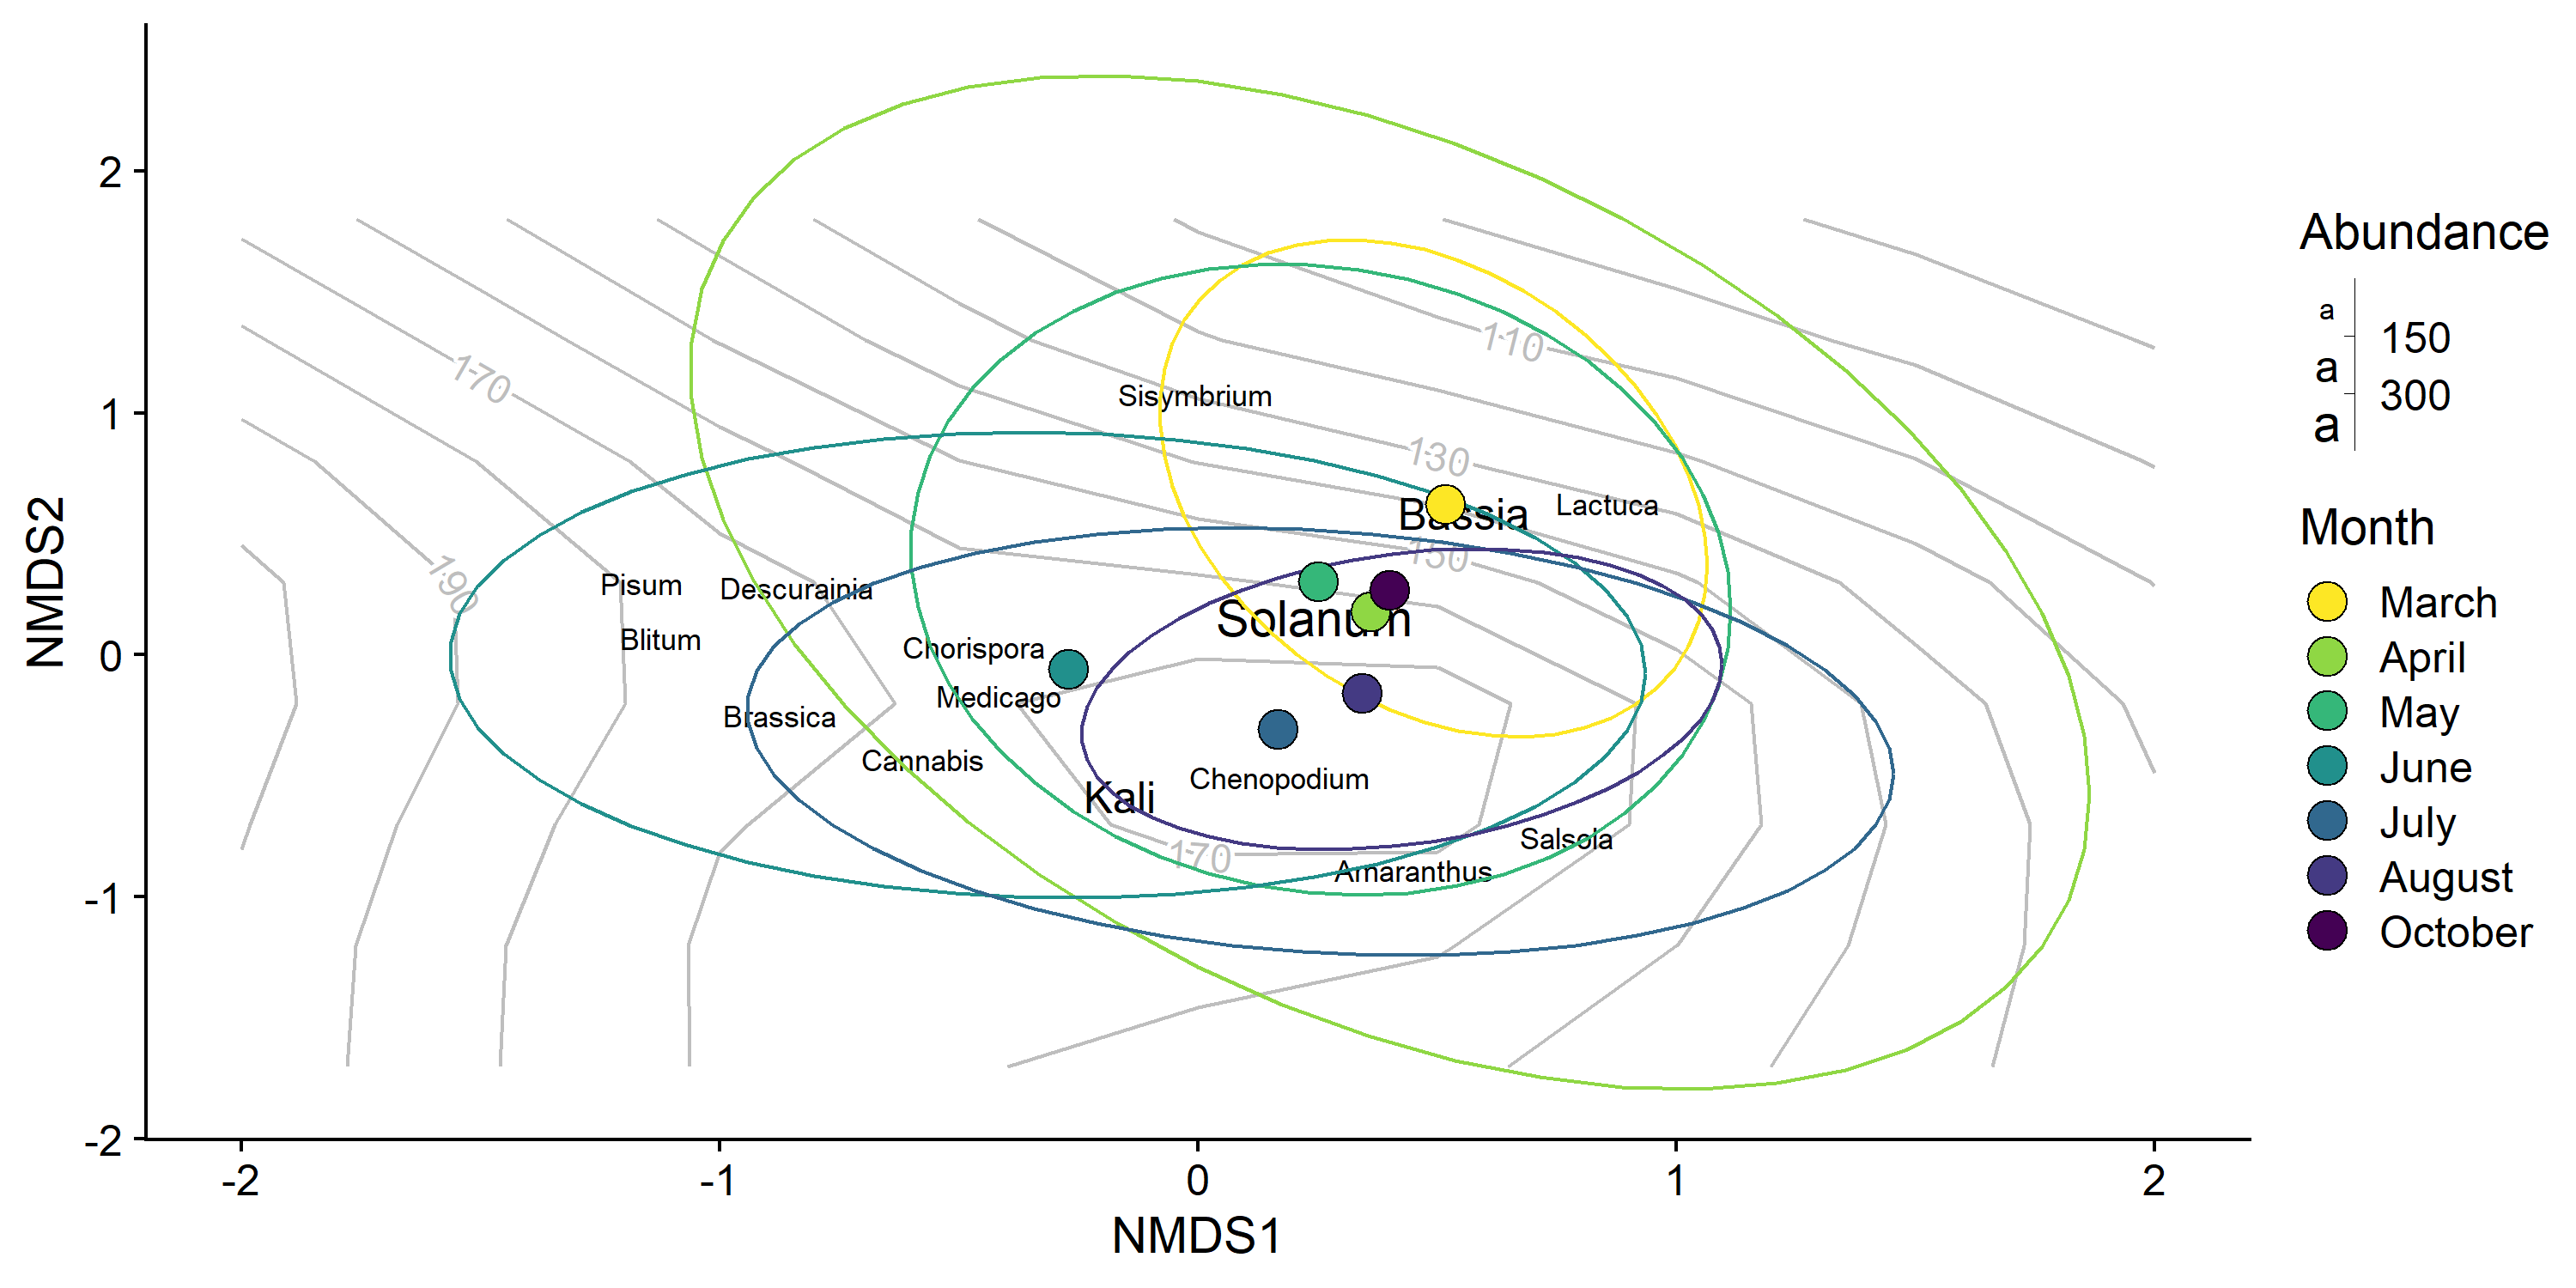 NMDS2
2
1
0
-1
-2
-2
-1
0
1
2
NMDS1
170
190
110
130
150
170
Sisymbrium
Bassia
Lactuca
Pisum
Descurainia
Blitum
Solanum
Chorispora
Medicago
Brassica
Cannabis
Kali
Chenopodium
Salsola
Amaranthus
Abundance
a
150
a
300
a
Month
March
April
May
June
July
August
October